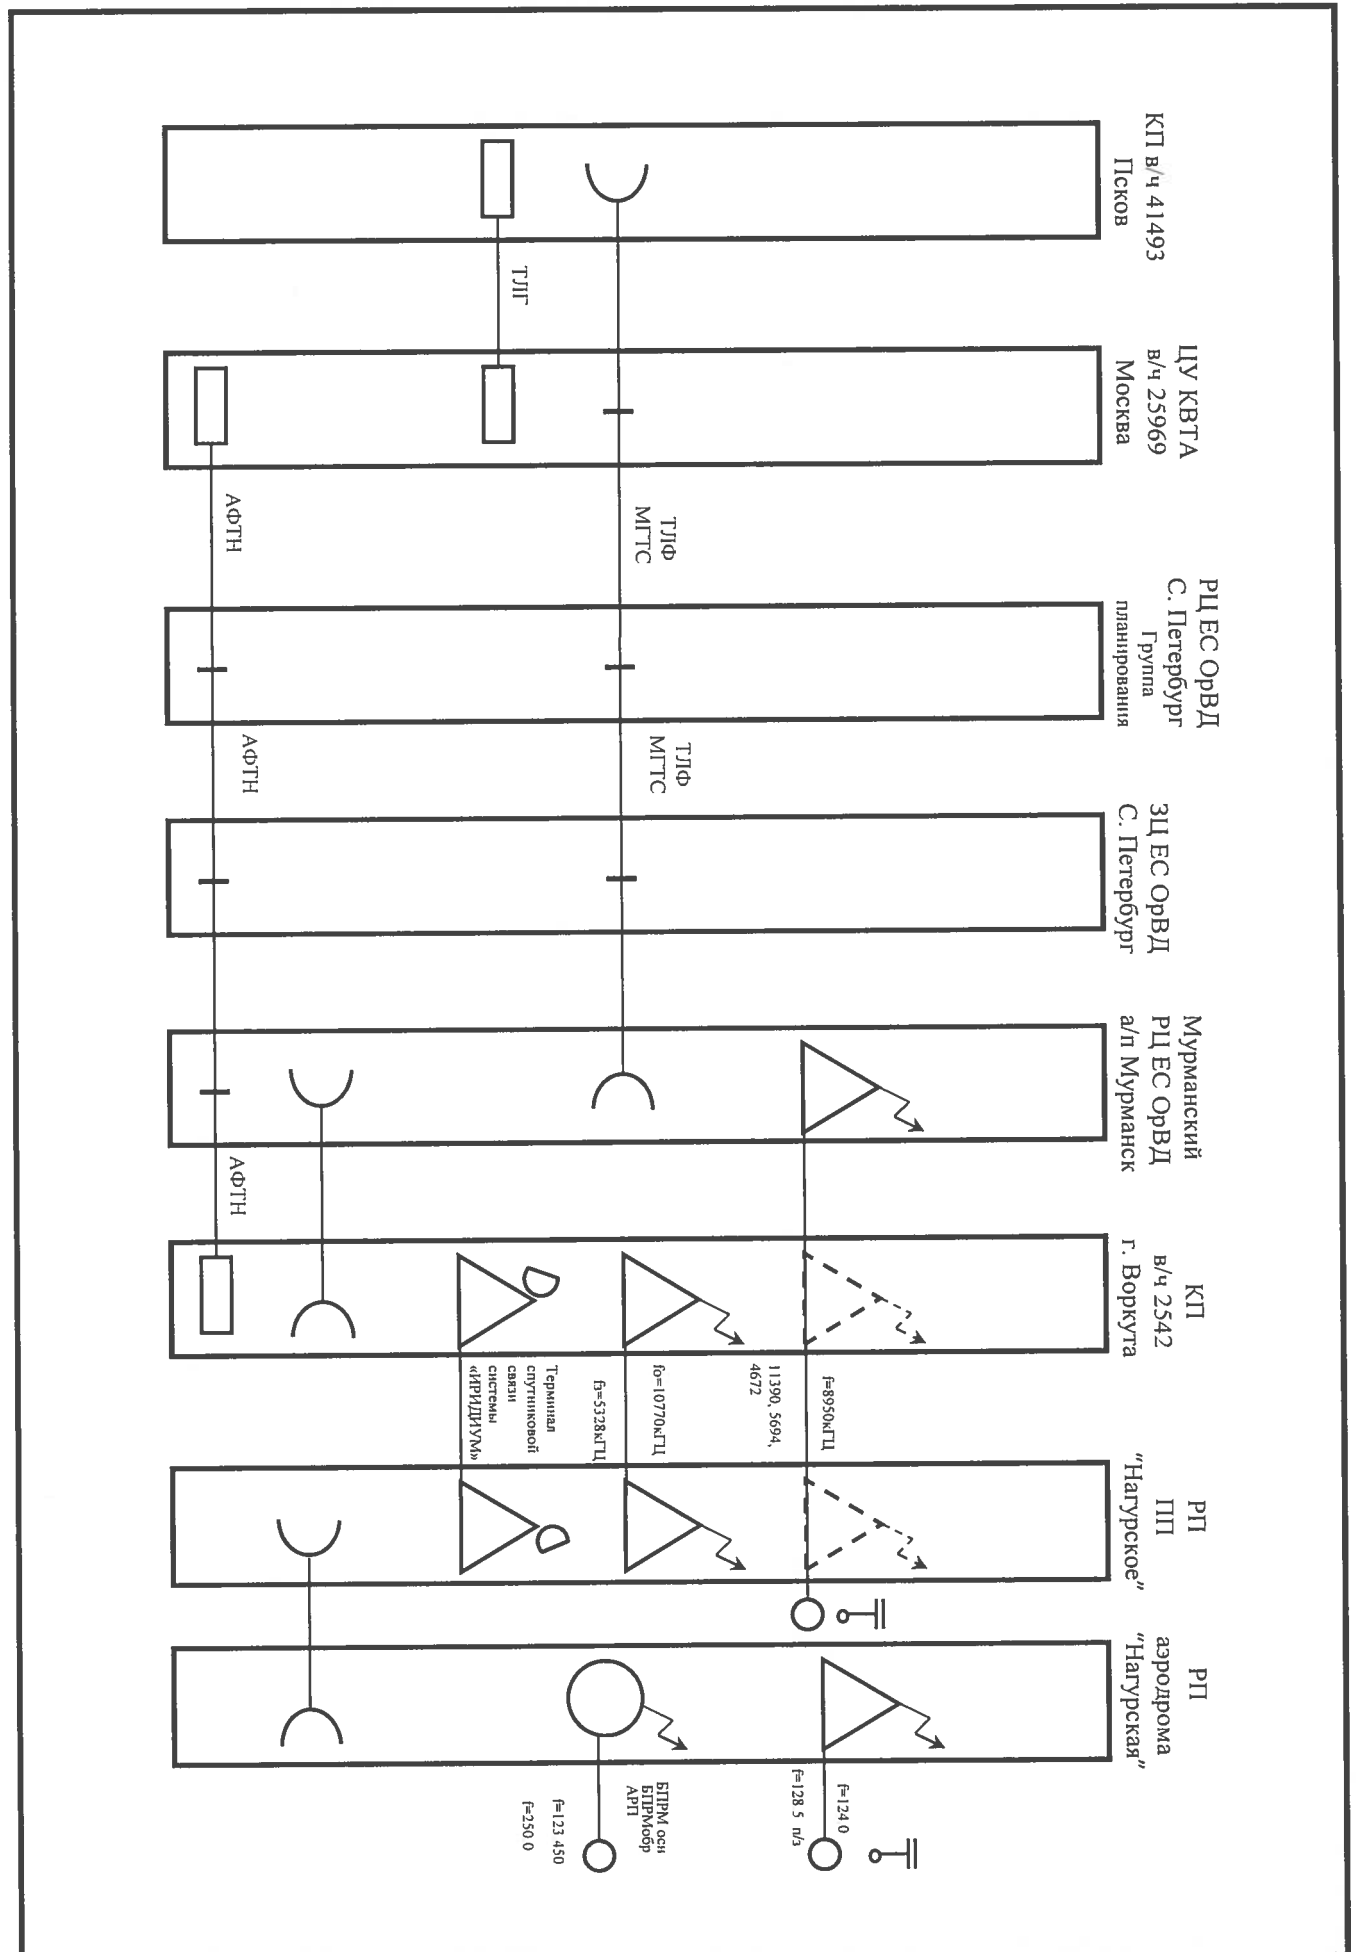 КП в/ч 41493
Псков
ЦУ КВТА
в/ч 25969
Москва
РЦ ЕС ОрВД
С. Петербург
Группа
планирования
ЗЦ ЕС ОрВД
С. Петербург
Мурманский
РЦ ЕС ОрВД
а/п Мурманск
КП
в/ч 2542
г. Воркута
РП
ПП
“Нагурское”
РП
аэродрома
“Нагурская”
ТЛГ
ТЛФ
МГТС
ТЛФ
МГТС
АФТН
АФТН
АФТН
f=8950кГЦ
11390, 5694,
4672
fо=10770кГЦ
fз=5328кГЦ
Терминал
спутниковой
связи
системы
«ИРИДИУМ»
f=124 0
f=128 5 п/з
БПРМ осн
БПРМобр
АРП
f=123 450
f=250 0